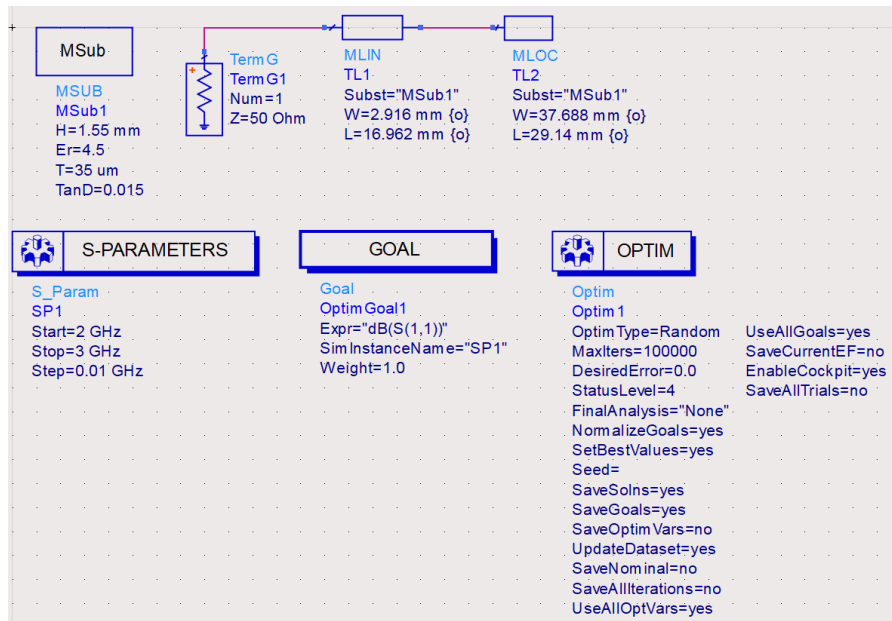 MSub
MSUB
MSub1
H=1.55 mm
Er=4.5
T=35 um
TanD=0.015
TermG
TermG1
Num=1
Z=50 Ohm
MLIN
TL1
Subst="MSub1"
W=2.916 mm {o}
L=16.962 mm {o}
MLOC
TL2
Subst="MSub1"
W=37.688 mm {o}
L=29.14 mm {o}
S-PARAMETERS
S_Param
SP1
Start=2 GHz
Stop=3 GHz
Step=0.01 GHz
GOAL
Goal
OptimGoal1
Expr="dB(S(1,1))"
SimInstanceName="SP1"
Weight=1.0
OPTIM
Optim
Optim1
OptimType=Random
MaxIters=100000
DesiredError=0.0
StatusLevel=4
FinalAnalysis="None"
NormalizeGoals=yes
SetBestValues=yes
Seed=
SaveSolns=yes
SaveGoals=yes
SaveOptimVars=no
UpdateDataset=yes
SaveNominal=no
SaveAllIterations=no
UseAllOptVars=yes
UseAllGoals=yes
SaveCurrentEF=no
EnableCockpit=yes
SaveAllTrials=no